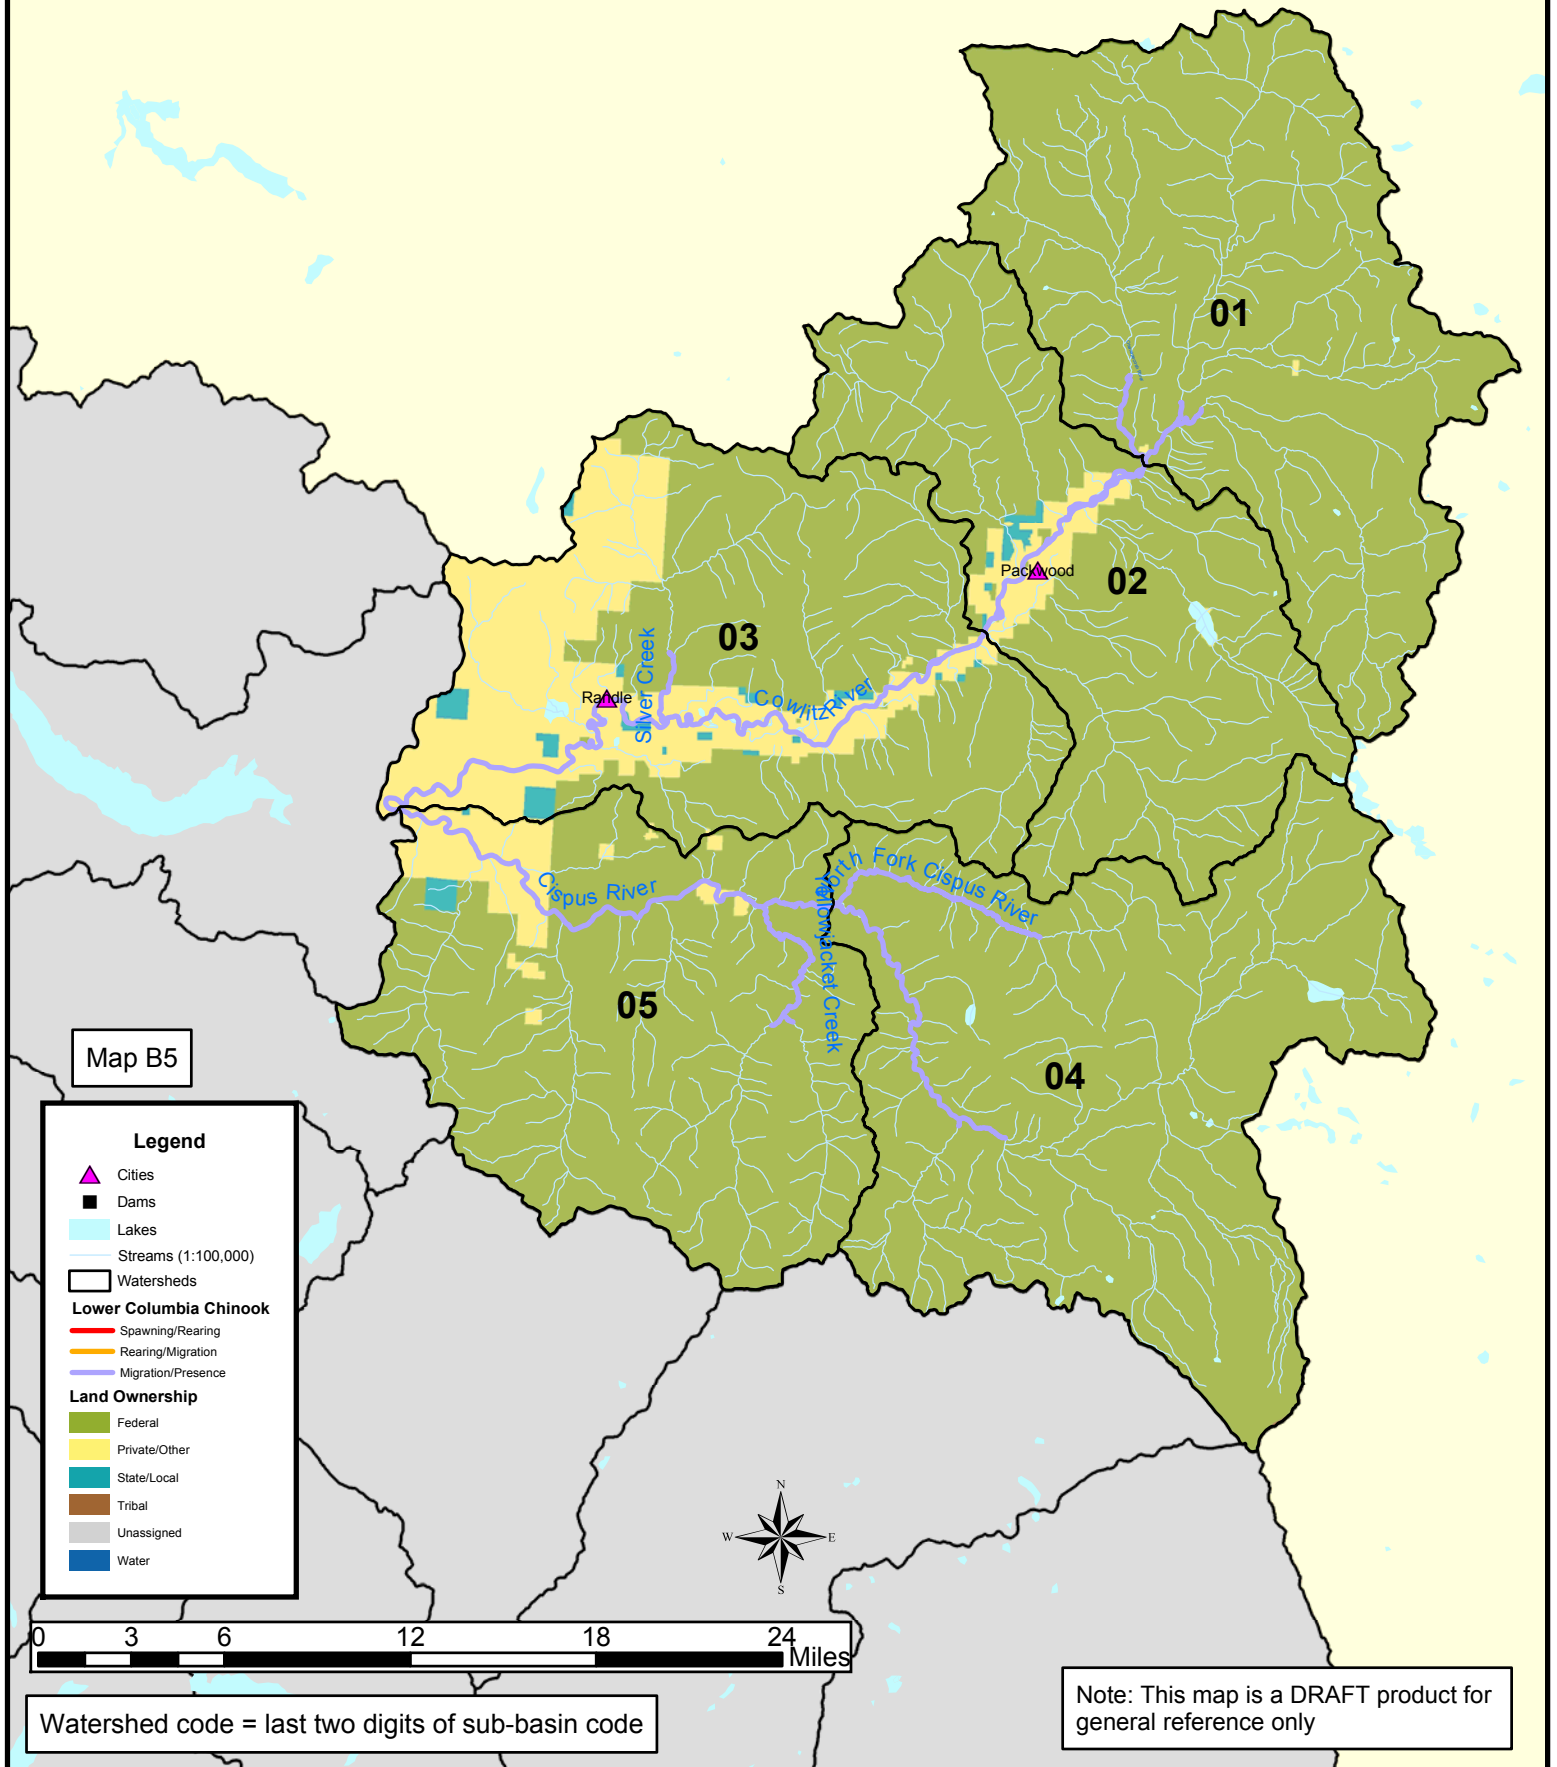 01
Packwood
02
03
Silver Creek
Randle
Cowlitz River
North Fork Cispus River
Cispus River
Yellowjacket Creek
05
04
Map B5
Legend
Cities
Dams
Lakes
Streams (1:100,000)
Watersheds
Lower Columbia Chinook
Spawning/Rearing
Rearing/Migration
Migration/Presence
Land Ownership
Federal
Private/Other
State/Local
Tribal
Unassigned
Water
N
W
E
S
0 3 6 12 18 24
Miles
Watershed code = last two digits of sub-basin code
Note: This map is a DRAFT product for
general reference only